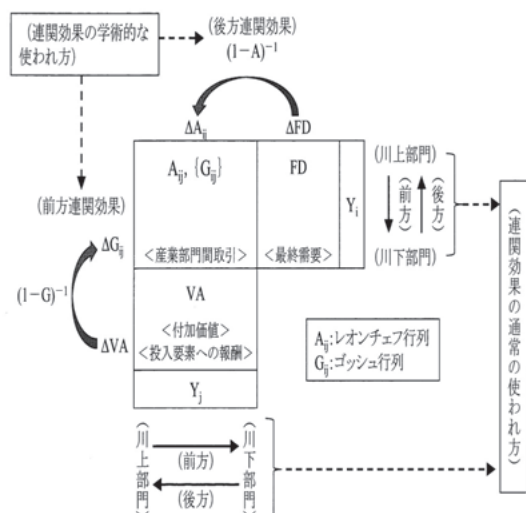 (連関効果の学術的な
使われ方)
(後方連関効果)
(1−A)⁻¹
ΔAij
ΔFD
Aij, {Gij}
FD
Yi
(川上部門)
(前方)
(後方)
(川下部門)
(連関効果の通常の使われ方)
(前方連関効果)
ΔGij
(1−G)⁻¹
ΔVA
<産業部門間取引>
<最終需要>
VA
<付加価値>
<投入要素への報酬>
Yj
Aij:レオンチェフ行列
Gij:ゴッシュ行列
(川上部門)
(前方)
(後方)
(川下部門)